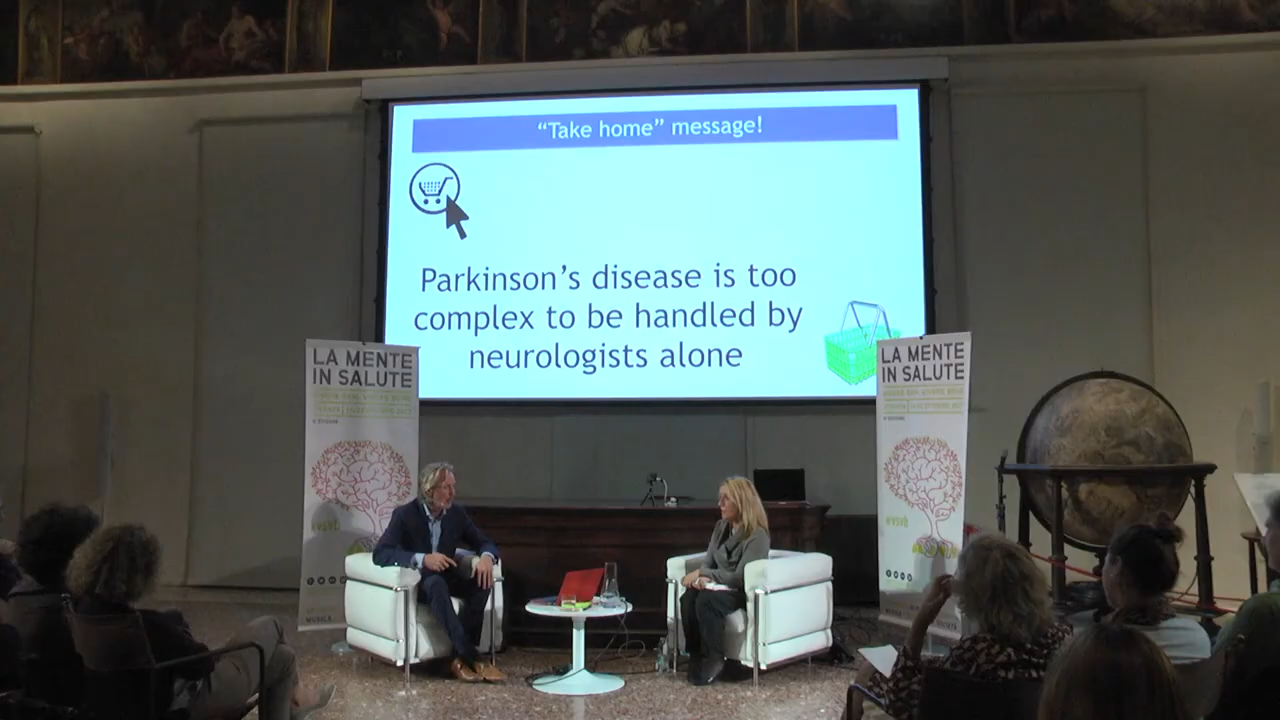 “Take home” message!
Parkinson’s disease is too
complex to be handled by
neurologists alone
LA MENTE
IN SALUTE
LA MENTE
IN SALUTE